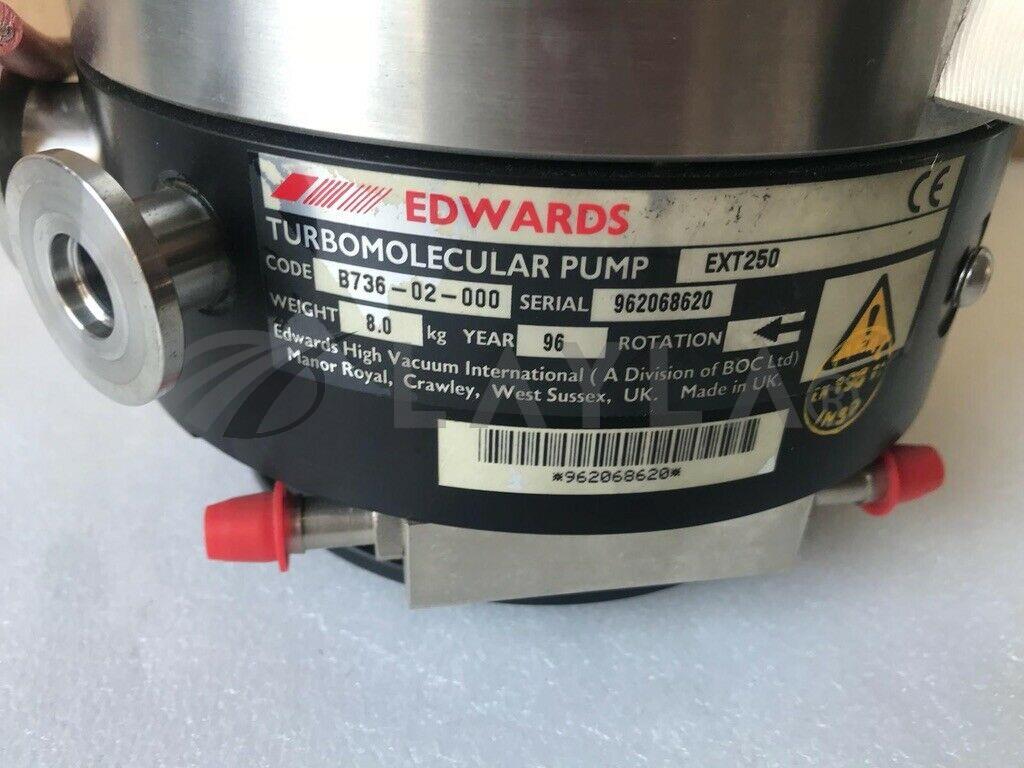 EDWARDS
CE
TURBOMOLECULAR PUMP EXT250
CODE B736-02-000 SERIAL 962068620
WEIGHT 8.0 kg YEAR 96 ROTATION
Edwards High Vacuum International ( A Division of BOC Ltd)
Manor Royal, Crawley, West Sussex, UK. Made in UK.
*962068620*